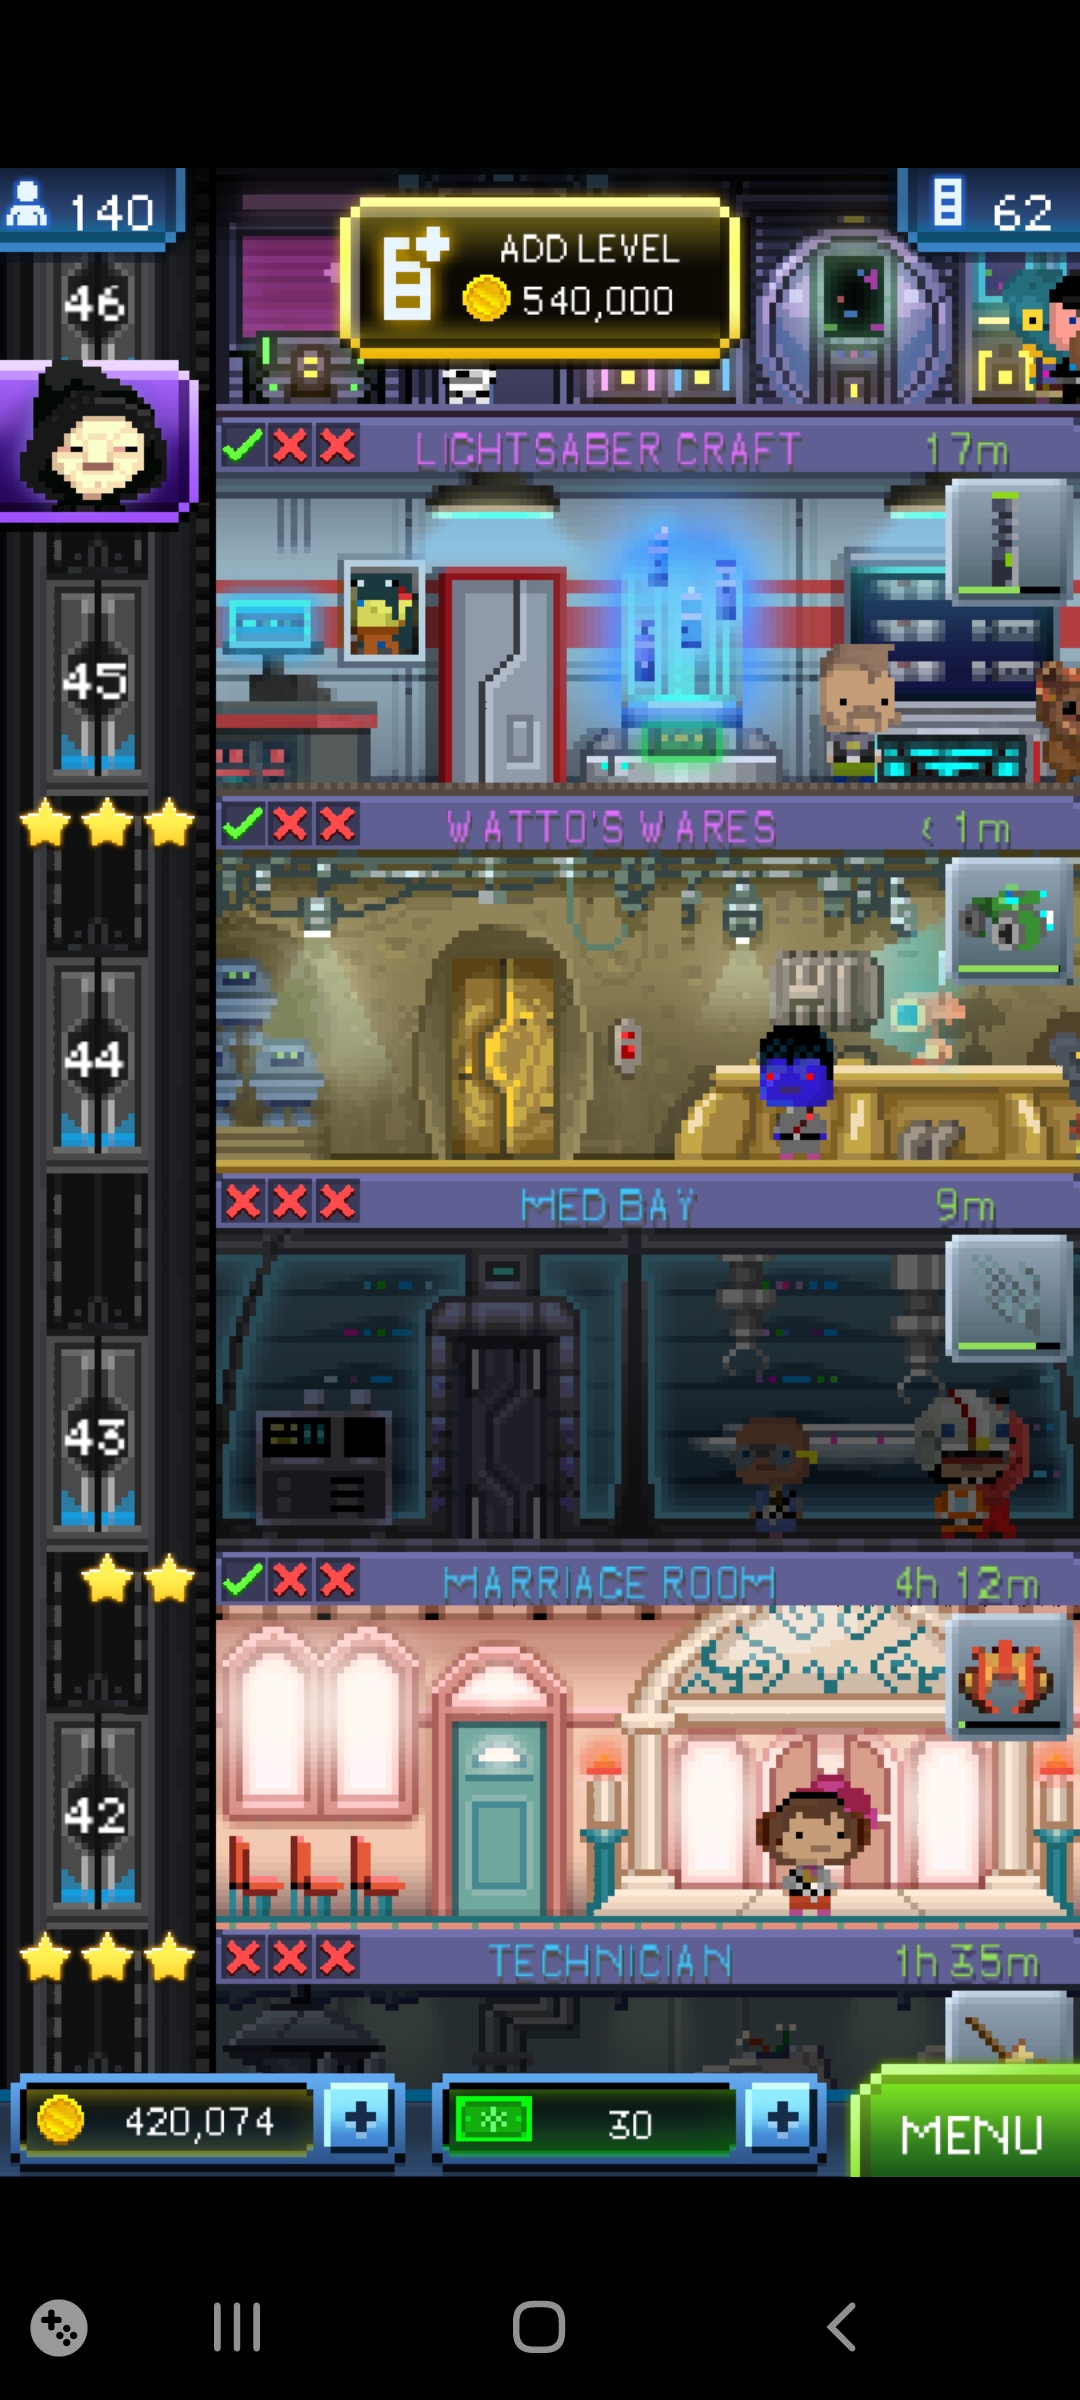 140
ADD LEVEL
540,000
62
46
LIGHTSABER CRAFT
17m
45
WATTO'S WARES
< 1m
44
MED BAY
9m
43
MARRIAGE ROOM
4h 12m
42
TECHNICIAN
1h 35m
420,074
30
MENU